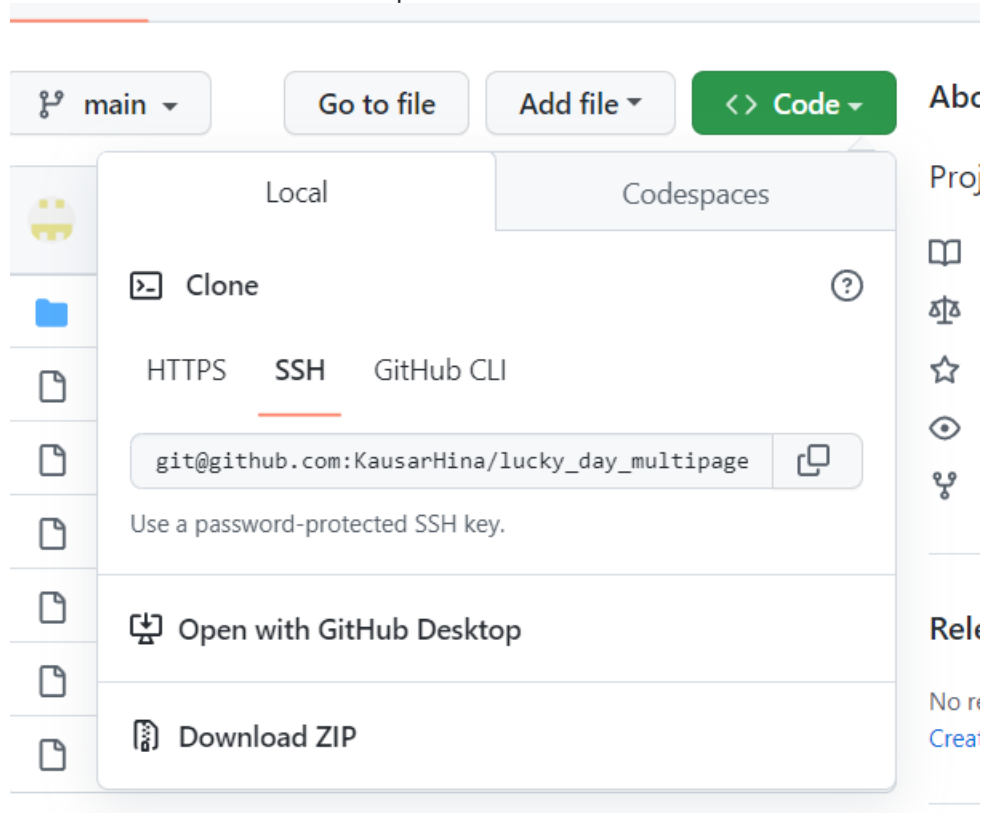 main
Go to file
Add file
Code
Abo
Local
Codespaces
Proj
Clone
HTTPS
SSH
GitHub CLI
git@github.com:KausarHina/lucky_day_multipage
Use a password-protected SSH key.
Open with GitHub Desktop
Rele
No re
Creat
Download ZIP